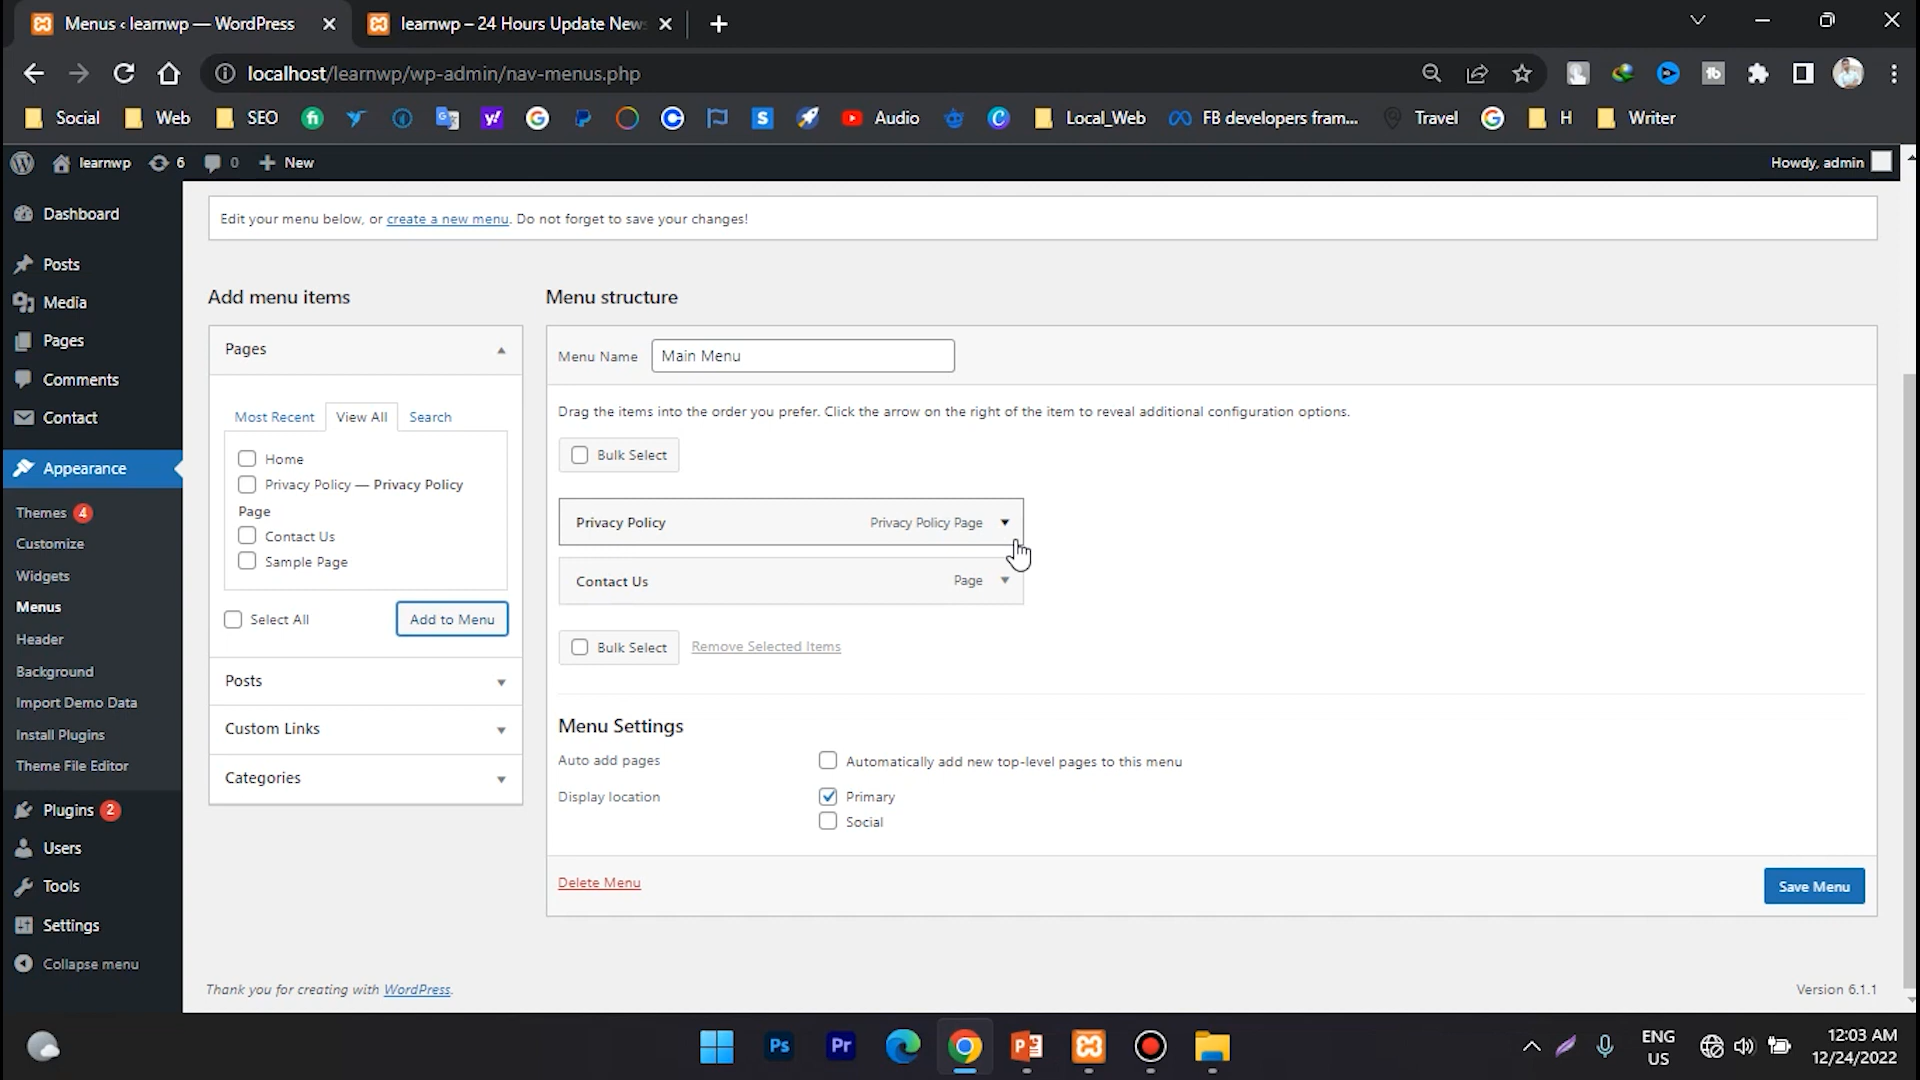 Menus ‹ learnwp — WordPress
learnwp – 24 Hours Update New
localhost/learnwp/wp-admin/nav-menus.php
Social
Web
SEO
Audio
Local_Web
FB developers fram...
Travel
H
Writer
learnwp
6
0
New
Howdy, admin
Dashboard
Posts
Media
Pages
Comments
Contact
Appearance
Themes 4
Customize
Widgets
Menus
Header
Background
Import Demo Data
Install Plugins
Theme File Editor
Plugins 2
Users
Tools
Settings
Collapse menu
Edit your menu below, or create a new menu. Do not forget to save your changes!
Add menu items
Pages
Most Recent
View All
Search
Home
Privacy Policy — Privacy Policy
Page
Contact Us
Sample Page
Select All
Add to Menu
Posts
Custom Links
Categories
Menu structure
Menu Name
Main Menu
Drag the items into the order you prefer. Click the arrow on the right of the item to reveal additional configuration options.
Bulk Select
Privacy Policy
Privacy Policy Page
Contact Us
Page
Bulk Select
Remove Selected Items
Menu Settings
Auto add pages
Automatically add new top-level pages to this menu
Display location
Primary
Social
Delete Menu
Save Menu
Thank you for creating with WordPress.
Version 6.1.1
Ps
Pr
ENG
US
12:03 AM
12/24/2022